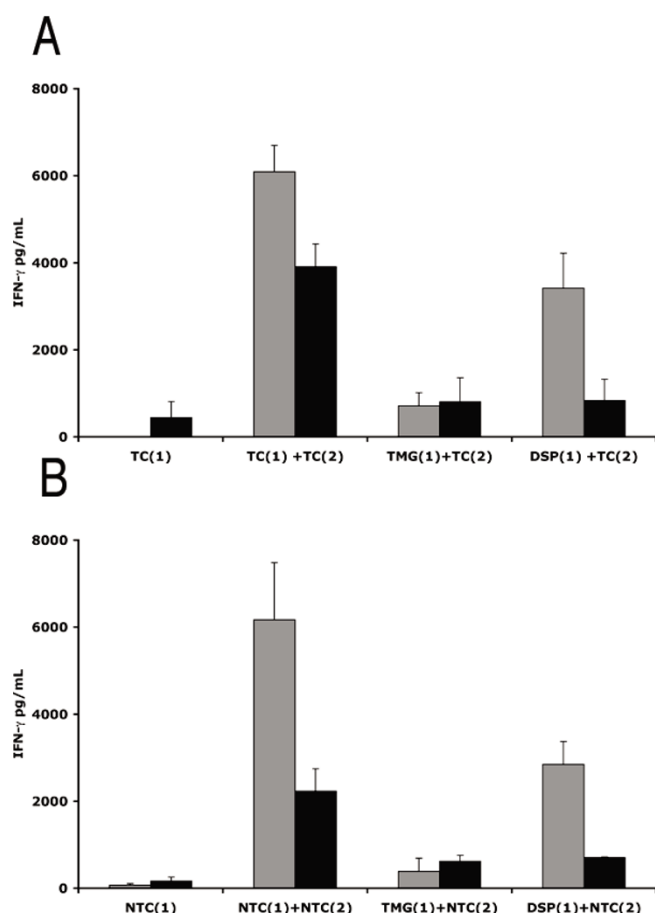 A
8000
6000
4000
2000
0
IFN-γ pg/mL
TC(1)
TC(1) +TC(2)
TMG(1)+TC(2)
DSP(1) +TC(2)
B
8000
6000
4000
2000
0
IFN-γ pg/mL
NTC(1)
NTC(1)+NTC(2)
TMG(1)+NTC(2)
DSP(1)+NTC(2)